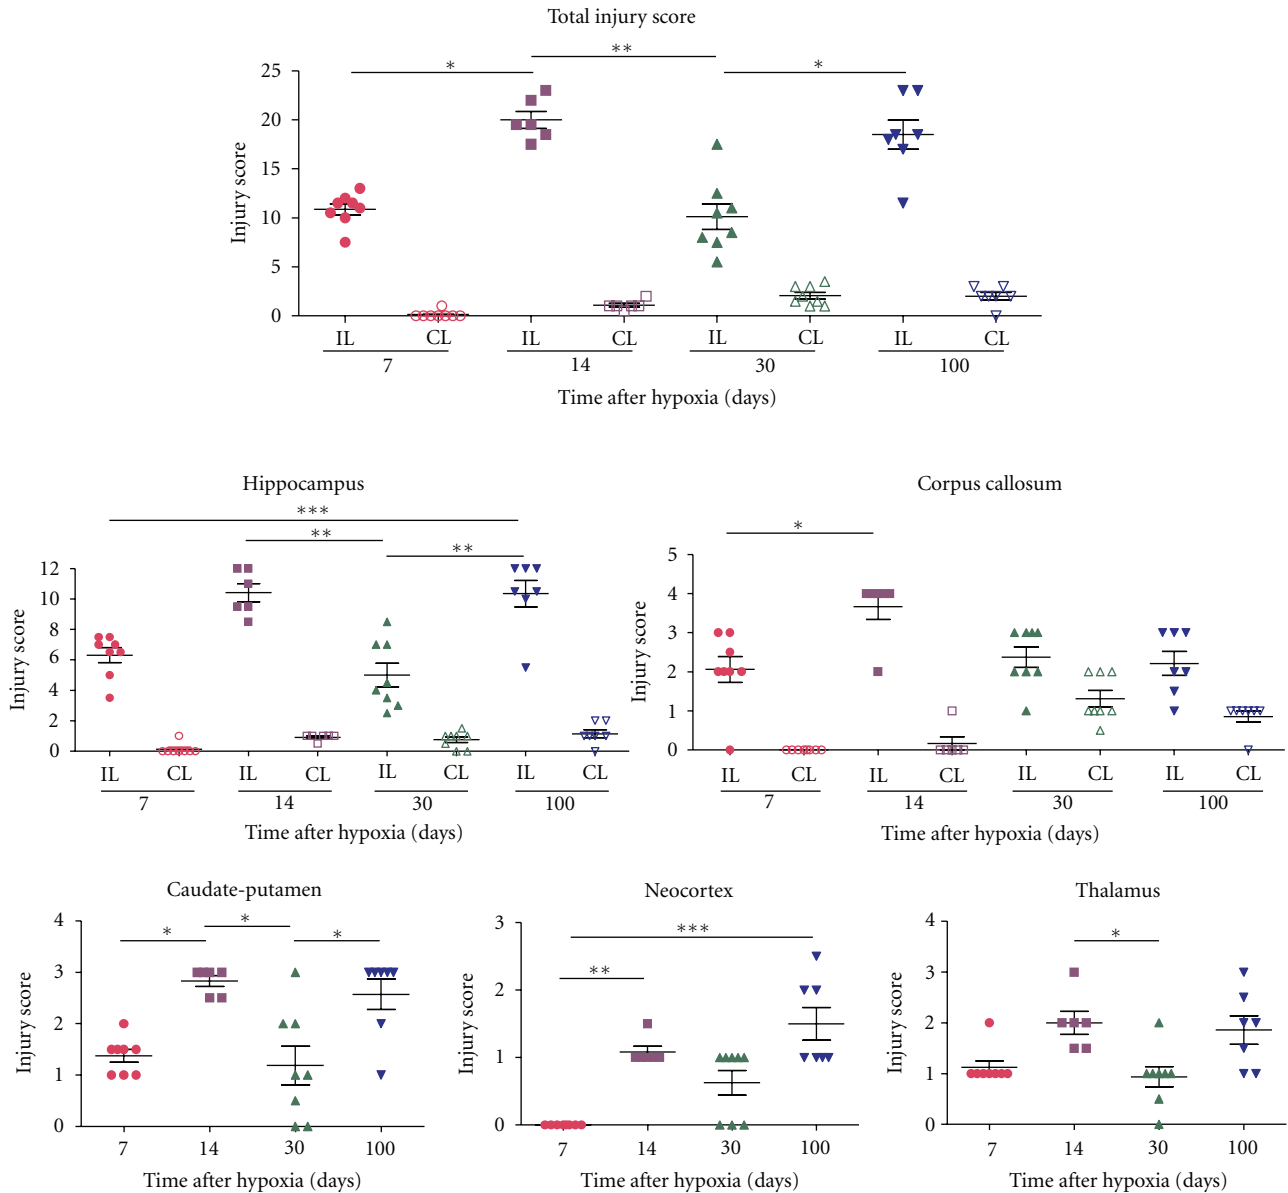 Total injury score
* ** *
25
20
15
10
5
0
Injury score
IL CL IL CL IL CL IL CL
7 14 30 100
Time after hypoxia (days)
Hippocampus
***
** **
12
10
8
6
4
2
0
Injury score
IL CL IL CL IL CL IL CL
7 14 30 100
Time after hypoxia (days)
Corpus callosum
*
5
4
3
2
1
0
Injury score
IL CL IL CL IL CL IL CL
7 14 30 100
Time after hypoxia (days)
Caudate-putamen
* * *
4
3
2
1
0
Injury score
7 14 30 100
Time after hypoxia (days)
Neocortex
***
**
3
2
1
0
Injury score
7 14 30 100
Time after hypoxia (days)
Thalamus
*
4
3
2
1
0
Injury score
7 14 30 100
Time after hypoxia (days)